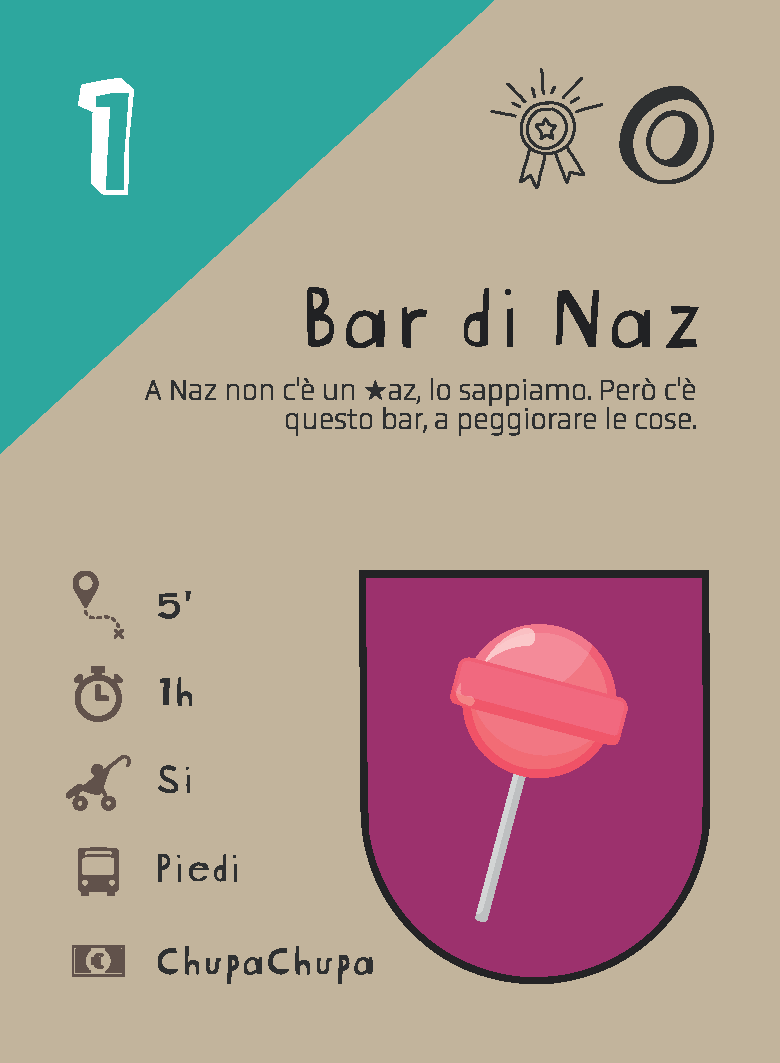 1
0
Bar di Naz
A Naz non c'è un ★az, lo sappiamo. Però c'è
questo bar, a peggiorare le cose.
5'
1h
Si
Piedi
ChupaChupa